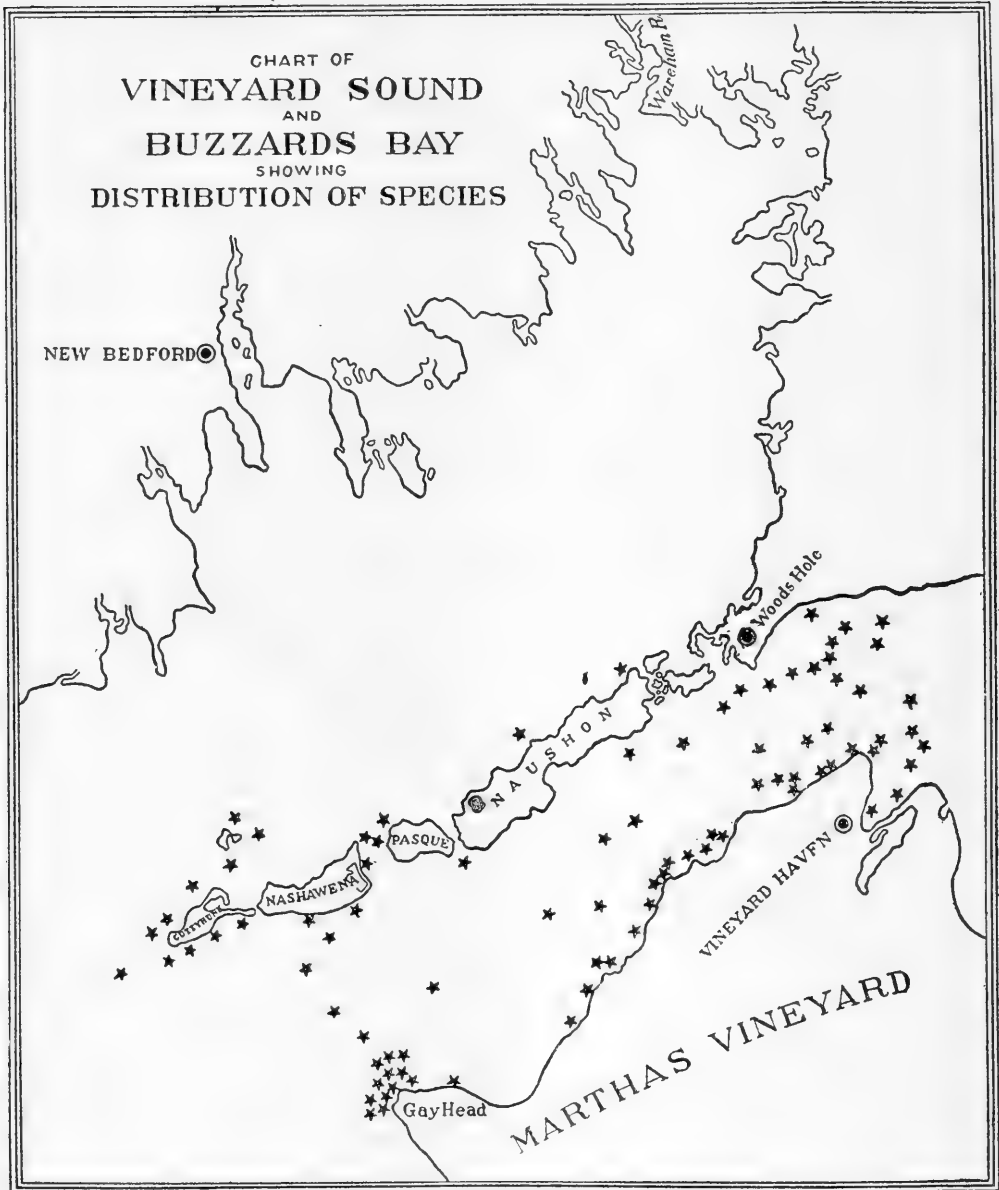 CHART OF
VINEYARD SOUND
AND
BUZZARDS BAY
SHOWING
DISTRIBUTION OF SPECIES
Wareham R.
NEW BEDFORD
Woods Hole
NAUSHON
PASQUE
NASHAWENA
CUTTYHUNK
VINEYARD HAVEN
MARTHAS VINEYARD
Gay Head